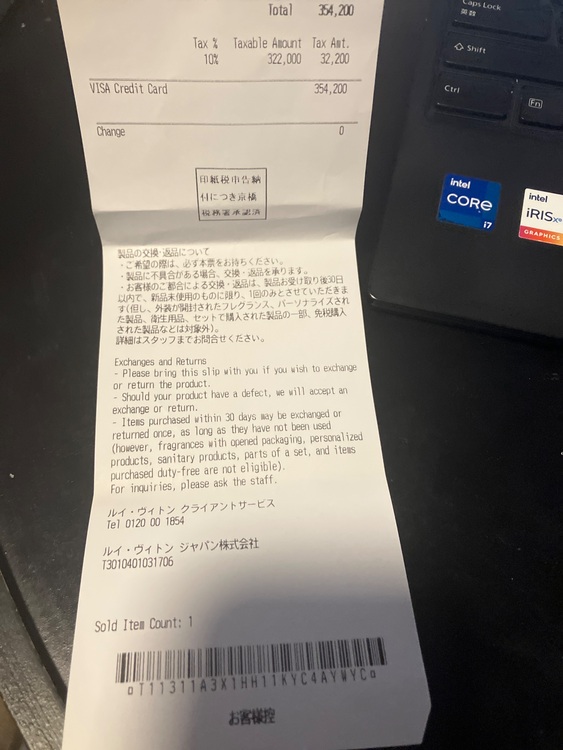 Total 354,200
Tax % Taxable Amount Tax Amt.
10% 322,000 32,200
VISA Credit Card 354,200
Change 0
印紙税申告納
付につき京橋
税務署承認済
製品の交換・返品について
・ご希望の際は、必ず本票をお持ちください。
・製品に不具合がある場合、交換・返品を承ります。
・お客様のご都合による交換・返品は、製品お受け取り後30日
以内で、新品未使用のものに限り、1回のみとさせていただきま
す(但し、外装が開封されたフレグランス、パーソナライズされ
た製品、衛生用品、セットで購入された製品の一部、免税購入
された製品などは対象外)。
詳細はスタッフまでお問合せください。
Exchanges and Returns
- Please bring this slip with you if you wish to exchange
or return the product.
- Should your product have a defect, we will accept an
exchange or return.
- Items purchased within 30 days may be exchanged or
returned once, as long as they have not been used
(however, fragrances with opened packaging, personalized
products, sanitary products, parts of a set, and items
purchased duty-free are not eligible).
For inquiries, please ask the staff.
ルイ・ヴィトン クライアントサービス
Tel 0120 00 1854
ルイ・ヴィトン ジャパン株式会社
T3010401031706
Sold Item Count: 1
T11311A3X1HH11KYC4AYWYC
お客様控
Caps Lock
英数
Shift
Ctrl
Fn
intel
CORE
i7
intel
iRIS Xe
GRAPHICS